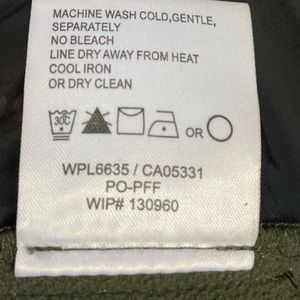 MACHINE WASH COLD,GENTLE,
SEPARATELY
NO BLEACH
LINE DRY AWAY FROM HEAT
COOL IRON
OR DRY CLEAN
30°C OR
WPL6635 / CA05331
PO-PFF
WIP# 130960